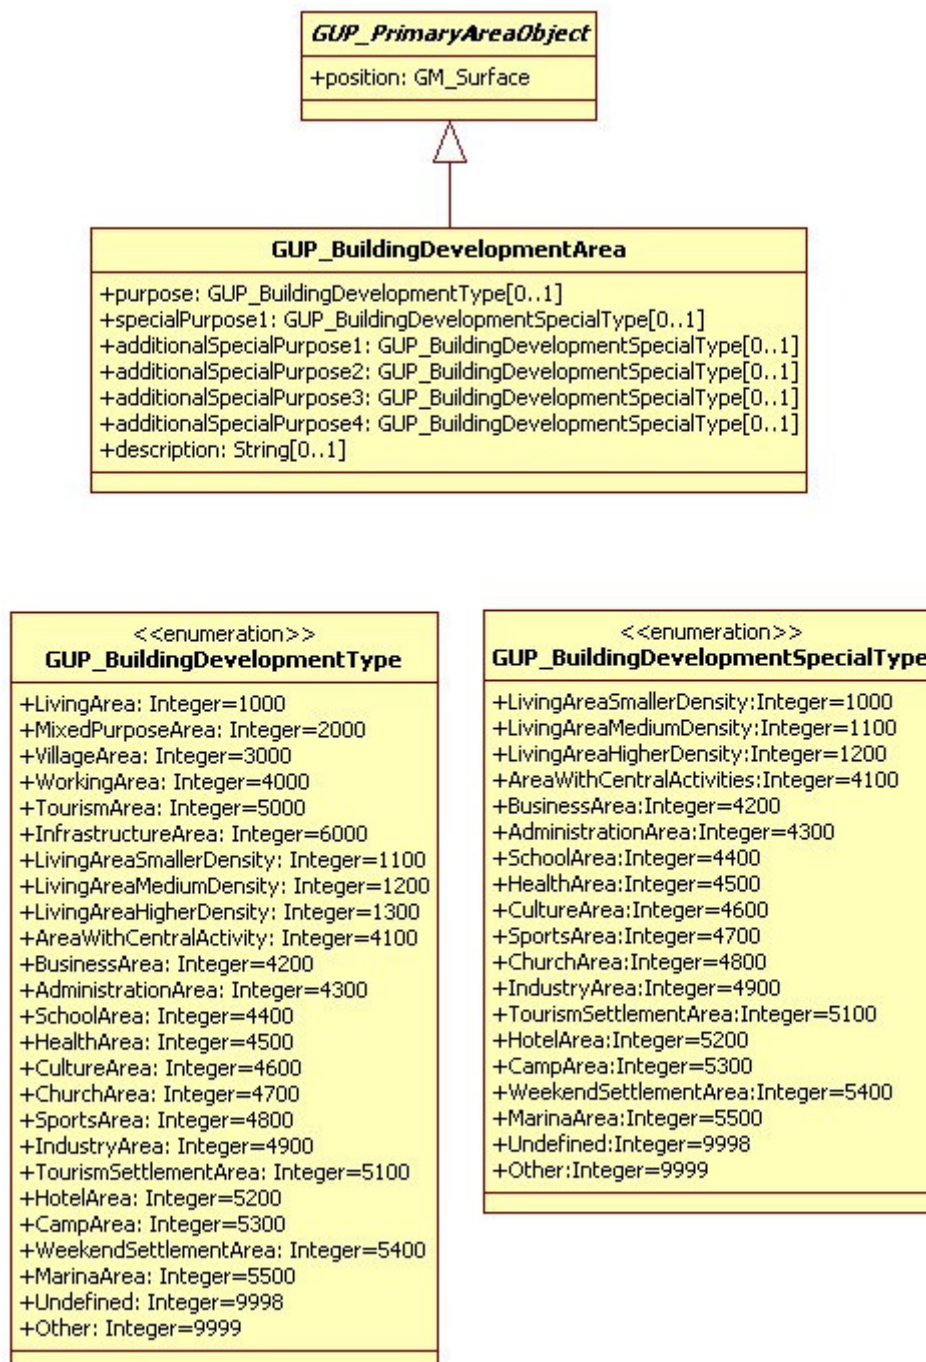 GUP_PrimaryAreaObject
+position: GM_Surface
GUP_BuildingDevelopmentArea
+purpose: GUP_BuildingDevelopmentType[0..1]
+specialPurpose1: GUP_BuildingDevelopmentSpecialType[0..1]
+additionalSpecialPurpose1: GUP_BuildingDevelopmentSpecialType[0..1]
+additionalSpecialPurpose2: GUP_BuildingDevelopmentSpecialType[0..1]
+additionalSpecialPurpose3: GUP_BuildingDevelopmentSpecialType[0..1]
+additionalSpecialPurpose4: GUP_BuildingDevelopmentSpecialType[0..1]
+description: String[0..1]
<<enumeration>>
GUP_BuildingDevelopmentType
+LivingArea: Integer=1000
+MixedPurposeArea: Integer=2000
+VillageArea: Integer=3000
+WorkingArea: Integer=4000
+TourismArea: Integer=5000
+InfrastructureArea: Integer=6000
+LivingAreaSmallerDensity: Integer=1100
+LivingAreaMediumDensity: Integer=1200
+LivingAreaHigherDensity: Integer=1300
+AreaWithCentralActivity: Integer=4100
+BusinessArea: Integer=4200
+AdministrationArea: Integer=4300
+SchoolArea: Integer=4400
+HealthArea: Integer=4500
+CultureArea: Integer=4600
+ChurchArea: Integer=4700
+SportsArea: Integer=4800
+IndustryArea: Integer=4900
+TourismSettlementArea: Integer=5100
+HotelArea: Integer=5200
+CampArea: Integer=5300
+WeekendSettlementArea: Integer=5400
+MarinaArea: Integer=5500
+Undefined: Integer=9998
+Other: Integer=9999
<<enumeration>>
GUP_BuildingDevelopmentSpecialType
+LivingAreaSmallerDensity:Integer=1000
+LivingAreaMediumDensity:Integer=1100
+LivingAreaHigherDensity:Integer=1200
+AreaWithCentralActivities:Integer=4100
+BusinessArea:Integer=4200
+AdministrationArea:Integer=4300
+SchoolArea:Integer=4400
+HealthArea:Integer=4500
+CultureArea:Integer=4600
+SportsArea:Integer=4700
+ChurchArea:Integer=4800
+IndustryArea:Integer=4900
+TourismSettlementArea:Integer=5100
+HotelArea:Integer=5200
+CampArea:Integer=5300
+WeekendSettlementArea:Integer=5400
+MarinaArea:Integer=5500
+Undefined:Integer=9998
+Other:Integer=9999